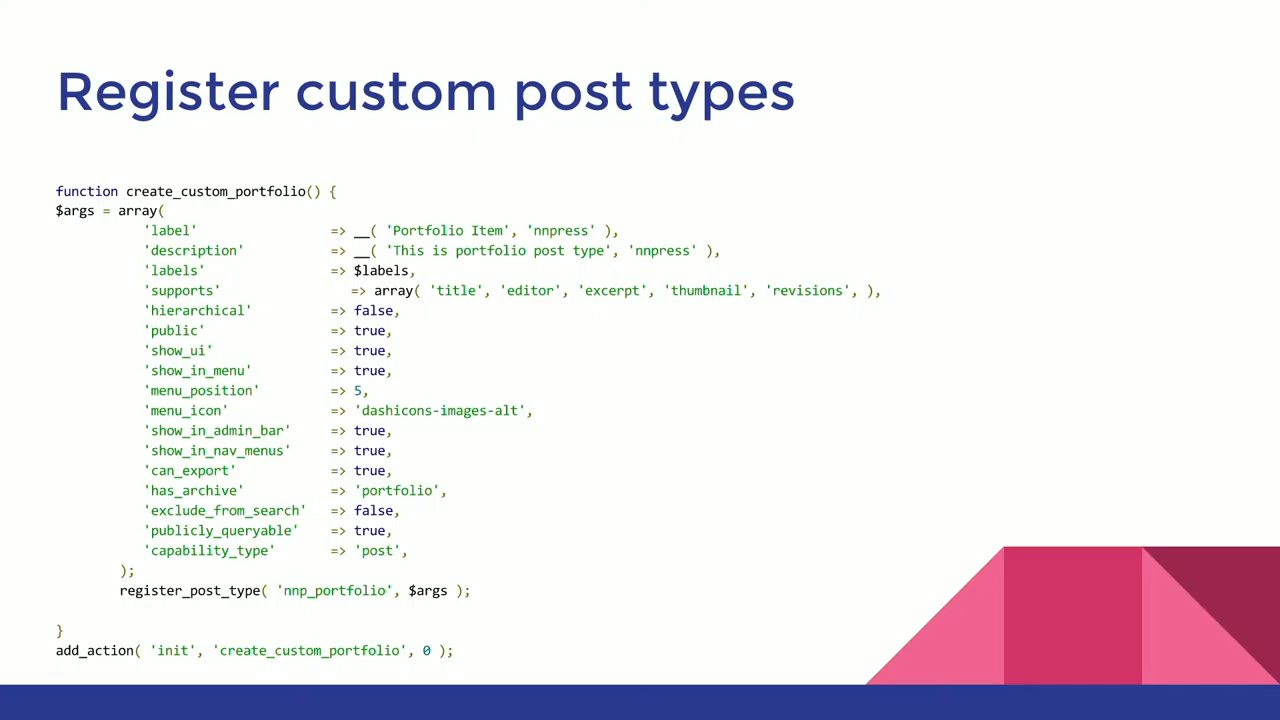 Register custom post types
function create_custom_portfolio() {
$args = array(
'label' => __( 'Portfolio Item', 'nnpress' ),
'description' => __( 'This is portfolio post type', 'nnpress' ),
'labels' => $labels,
'supports' => array( 'title', 'editor', 'excerpt', 'thumbnail', 'revisions', ),
'hierarchical' => false,
'public' => true,
'show_ui' => true,
'show_in_menu' => true,
'menu_position' => 5,
'menu_icon' => 'dashicons-images-alt',
'show_in_admin_bar' => true,
'show_in_nav_menus' => true,
'can_export' => true,
'has_archive' => 'portfolio',
'exclude_from_search' => false,
'publicly_queryable' => true,
'capability_type' => 'post',
);
register_post_type( 'nnp_portfolio', $args );
}
add_action( 'init', 'create_custom_portfolio', 0 );